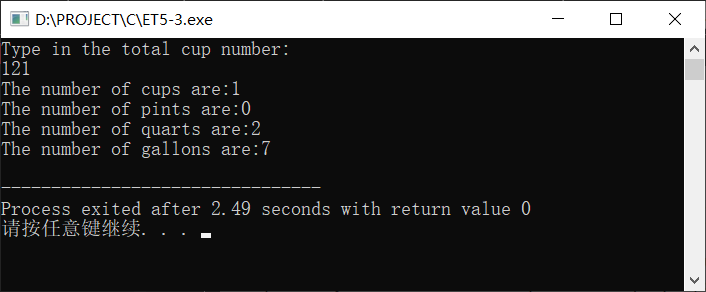 D:\PROJECT\C\ET5-3.exe
Type in the total cup number:
121
The number of cups are:1
The number of pints are:0
The number of quarts are:2
The number of gallons are:7
--------------------------------
Process exited after 2.49 seconds with return value 0
请按任意键继续. . .